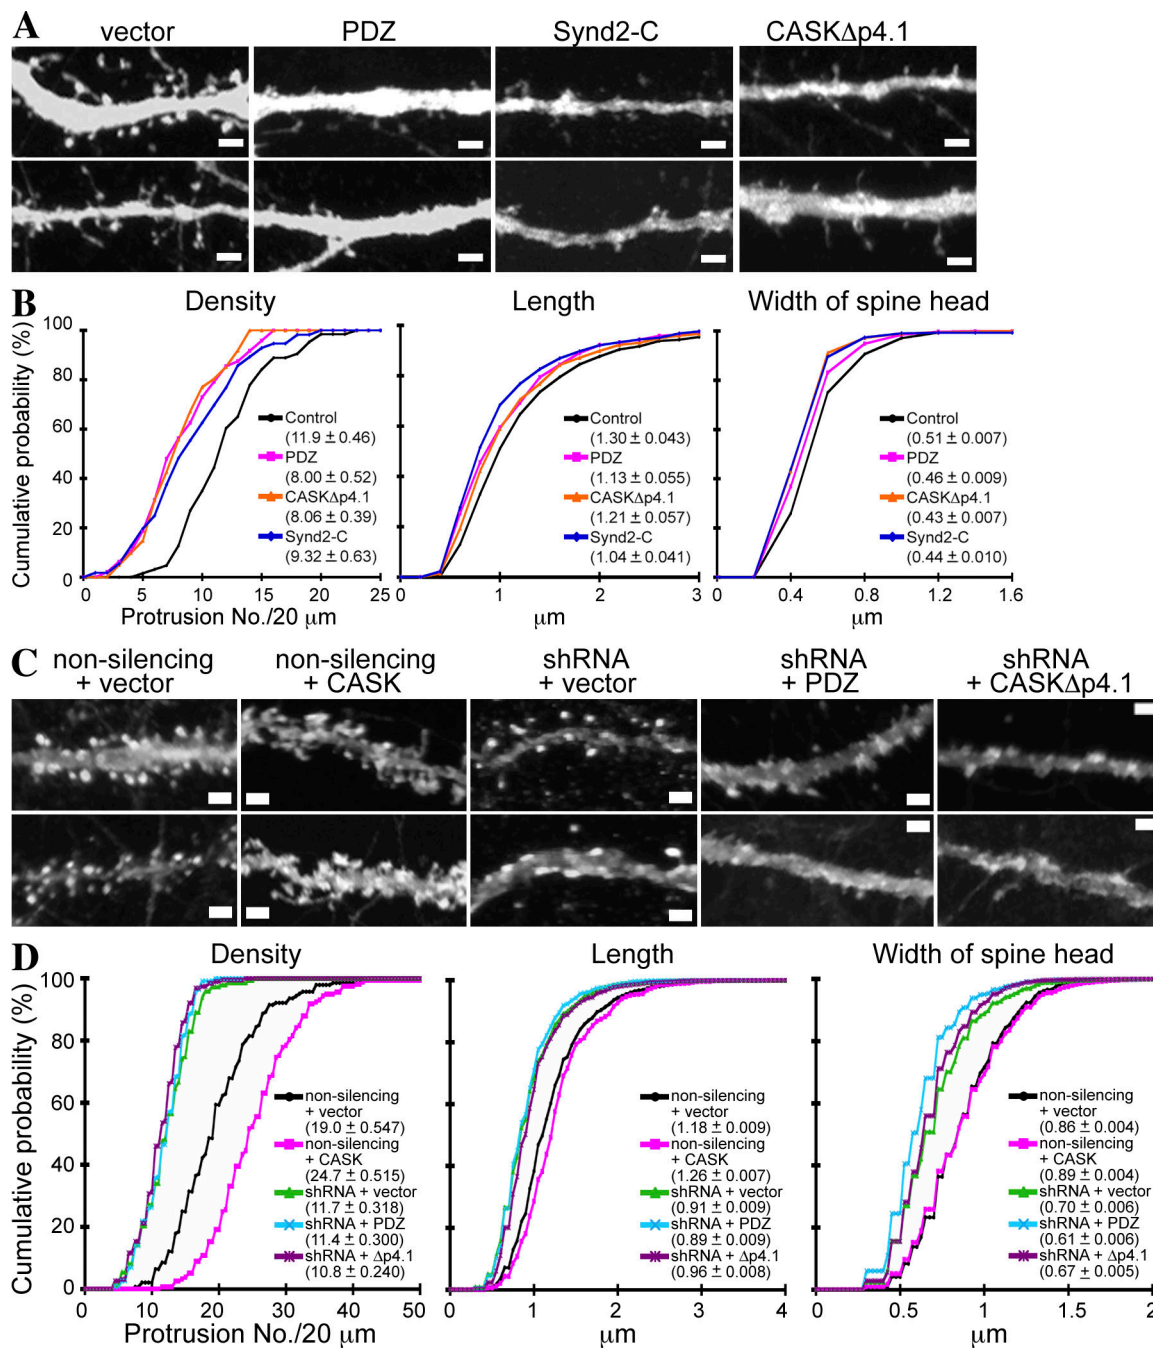 A
vector PDZ Synd2-C CASKΔp4.1
B
Density Length Width of spine head
Cumulative probability (%)
100
80
60
40
20
0
Control
(11.9 ± 0.46)
PDZ
(8.00 ± 0.52)
CASKΔp4.1
(8.06 ± 0.39)
Synd2-C
(9.32 ± 0.63)
0 5 10 15 20 25
Protrusion No./20 μm
Control
(1.30 ± 0.043)
PDZ
(1.13 ± 0.055)
CASKΔp4.1
(1.21 ± 0.057)
Synd2-C
(1.04 ± 0.041)
0 1 2 3
μm
Control
(0.51 ± 0.007)
PDZ
(0.46 ± 0.009)
CASKΔp4.1
(0.43 ± 0.007)
Synd2-C
(0.44 ± 0.010)
0.4 0.8 1.2 1.6
μm
C
non-silencing
+ vector
non-silencing
+ CASK
shRNA
+ vector
shRNA
+ PDZ
shRNA
+ CASKΔp4.1
D
Density Length Width of spine head
Cumulative probability (%)
100
80
60
40
20
0
non-silencing
+ vector
(19.0 ± 0.547)
non-silencing
+ CASK
(24.7 ± 0.515)
shRNA + vector
(11.7 ± 0.318)
shRNA + PDZ
(11.4 ± 0.300)
shRNA + Δp4.1
(10.8 ± 0.240)
0 10 20 30 40 50
Protrusion No./20 μm
non-silencing
+ vector
(1.18 ± 0.009)
non-silencing
+ CASK
(1.26 ± 0.007)
shRNA + vector
(0.91 ± 0.009)
shRNA + PDZ
(0.89 ± 0.009)
shRNA + Δp4.1
(0.96 ± 0.008)
0 1 2 3 4
μm
non-silencing
+ vector
(0.86 ± 0.004)
non-silencing
+ CASK
(0.89 ± 0.004)
shRNA + vector
(0.70 ± 0.006)
shRNA + PDZ
(0.61 ± 0.006)
shRNA + Δp4.1
(0.67 ± 0.005)
0 0.5 1 1.5 2
μm